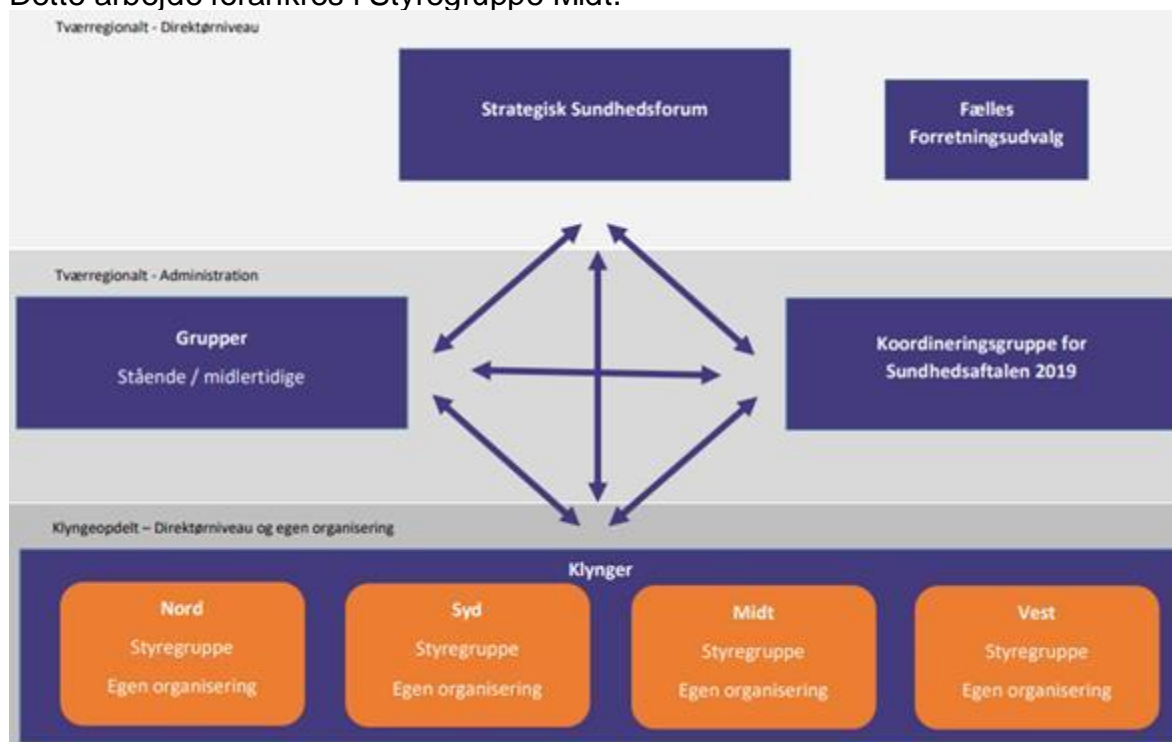 Dette arbejde forankres i Styregruppe Midt.
Tværregionalt - Direktørniveau
Strategisk Sundhedsforum
Fælles
Forretningsudvalg
Tværregionalt - Administration
Grupper
Stående / midlertidige
Koordineringsgruppe for
Sundhedsaftalen 2019
Klyngeopdelt – Direktørniveau og egen organisering
Klynger
Nord
Styregruppe
Egen organisering
Syd
Styregruppe
Egen organisering
Midt
Styregruppe
Egen organisering
Vest
Styregruppe
Egen organisering